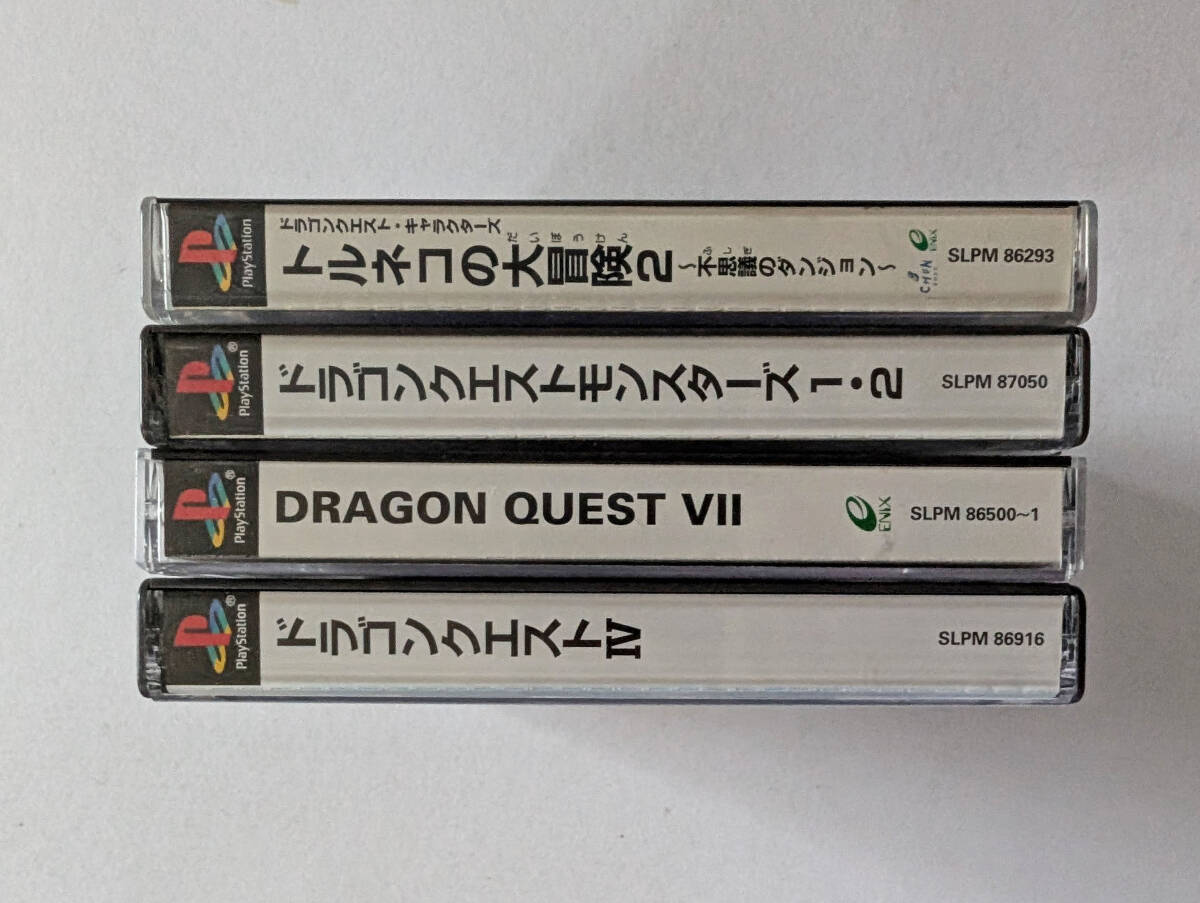 PlayStation
ドラゴンクエスト・キャラクターズ
だいぼうけん
トルネコの大冒険2
ふしぎ
~不思議のダンジョン~
CHUN
ENIX
SLPM 86293
PlayStation®
ドラゴンクエストモンスターズ1・2
SLPM 87050
PlayStation®
DRAGON QUEST VII
ENIX
SLPM 86500~1
PlayStation®
ドラゴンクエストIV
SLPM 86916